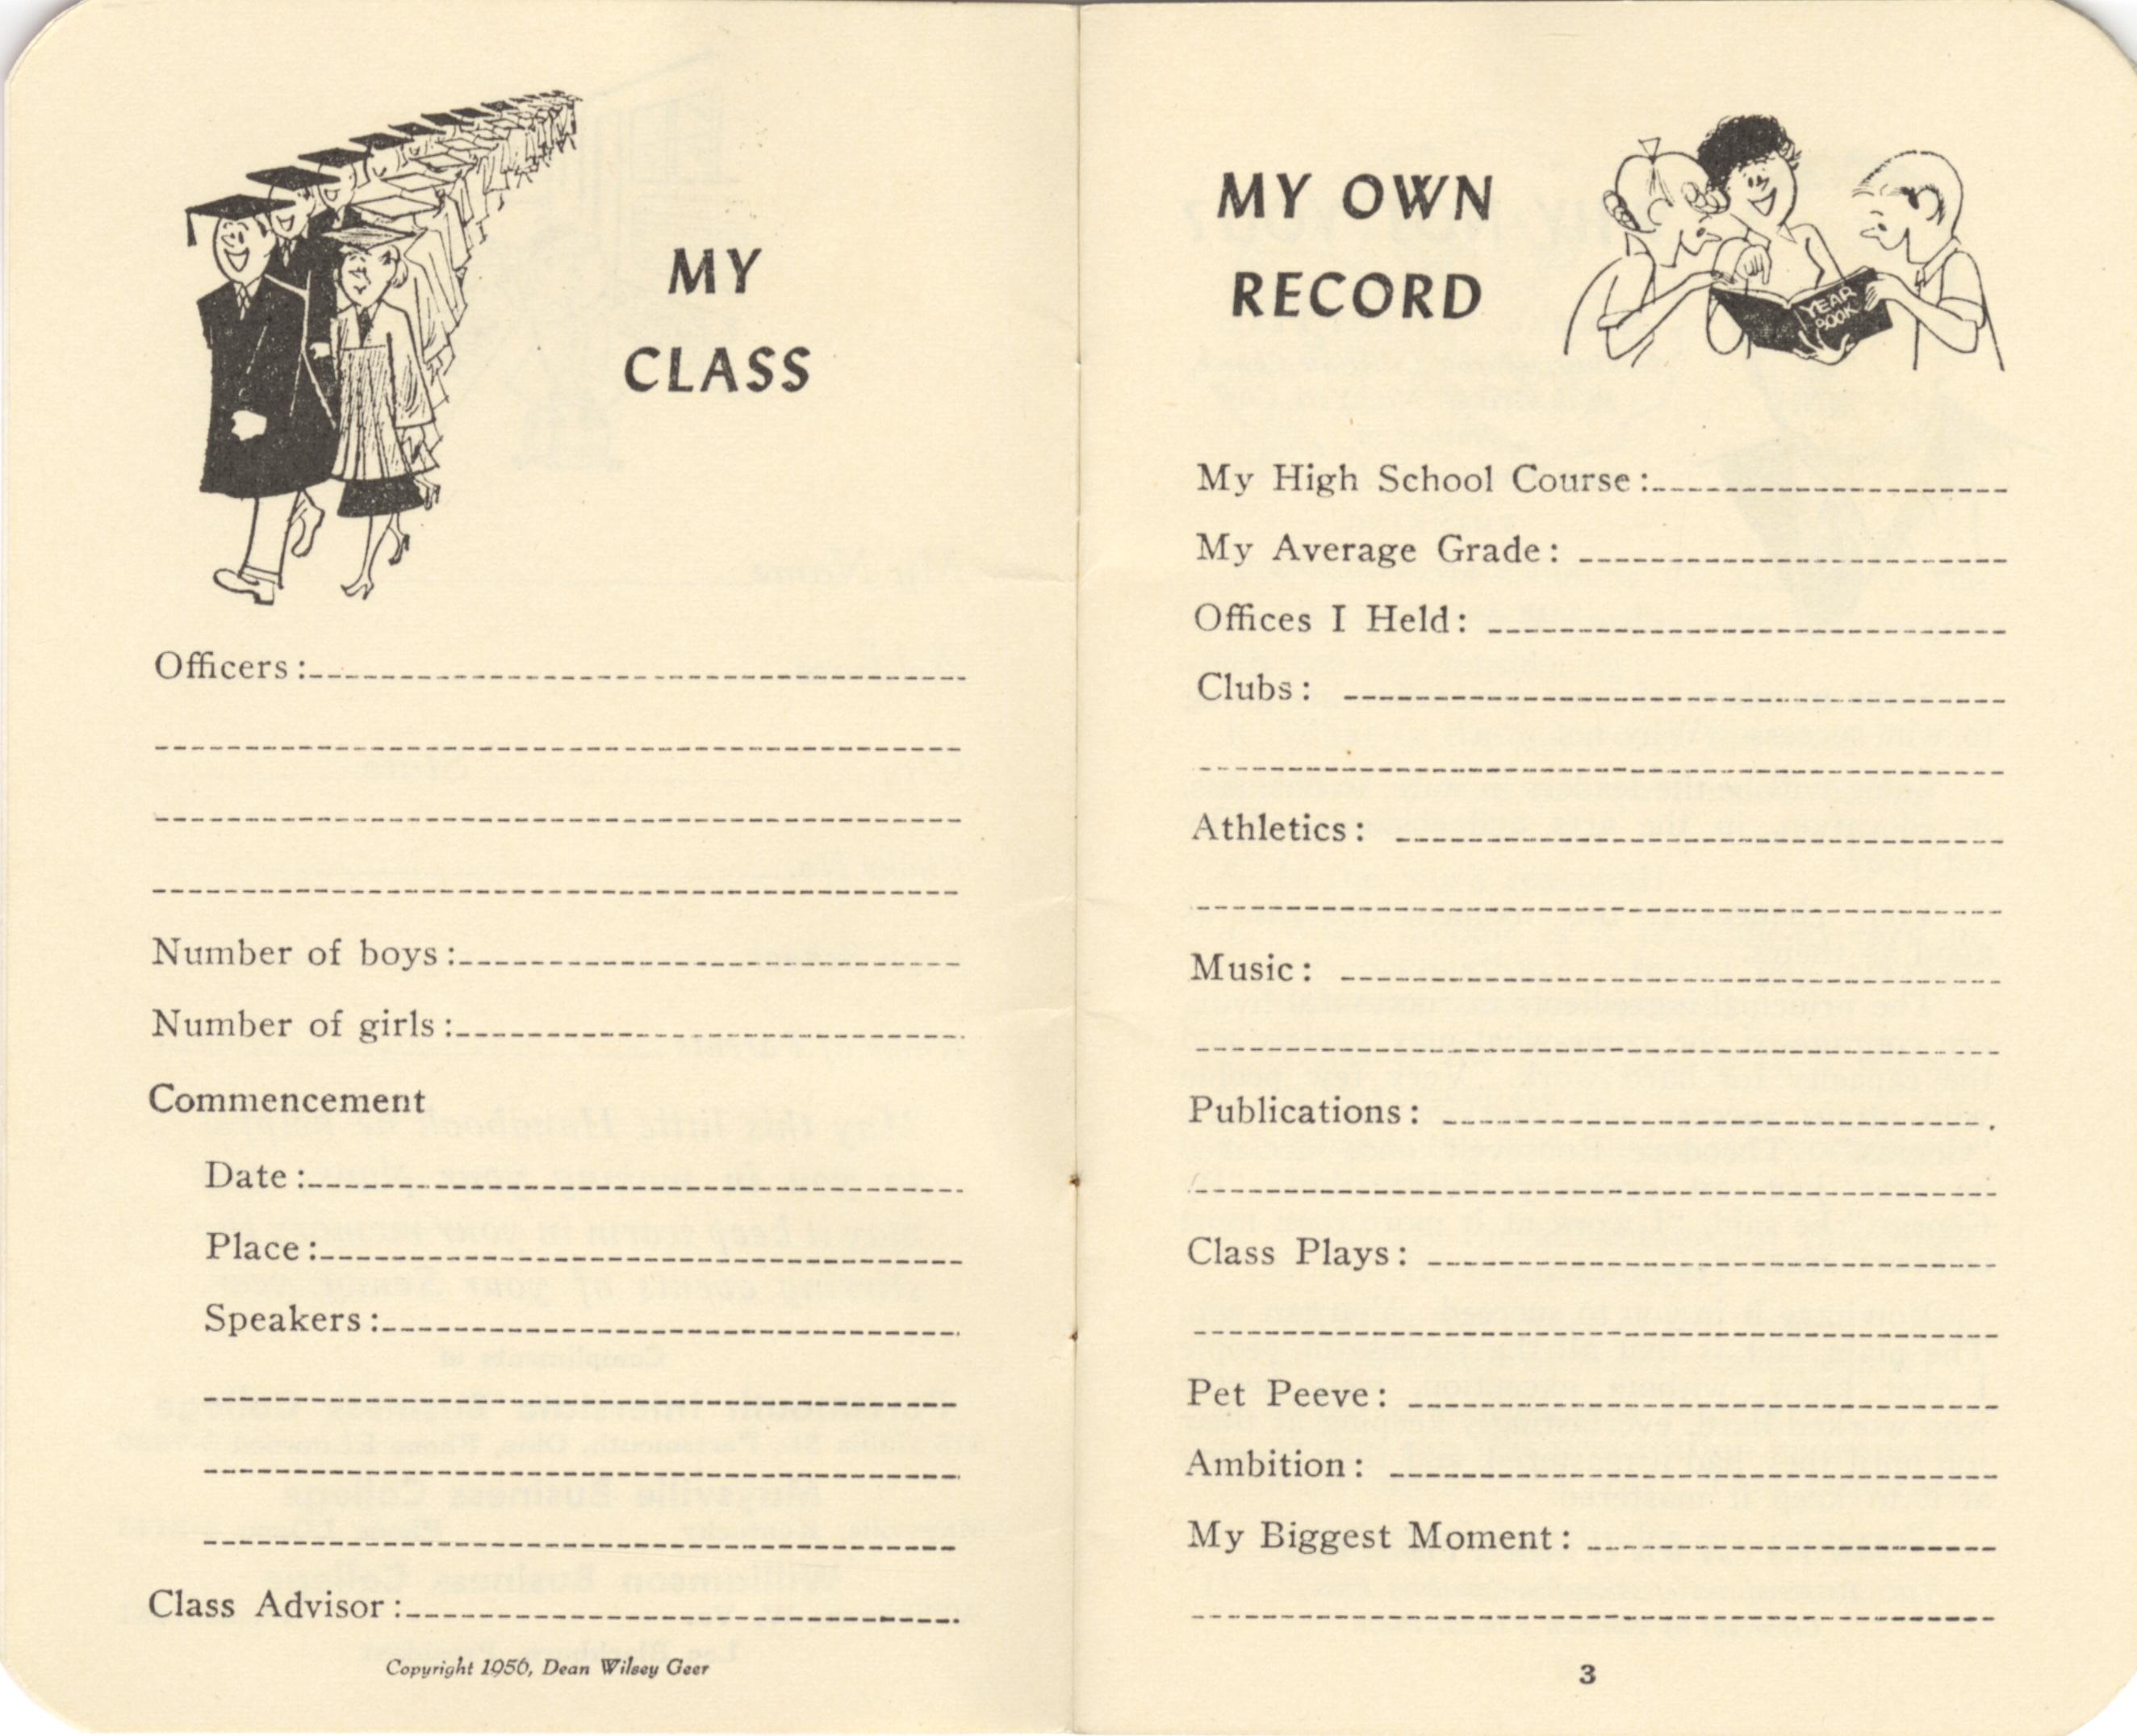 MY
CLASS
Officers:
Number of boys:
Number of girls:
Commencement
Date:
Place:
Speakers:
Class Advisor:
Copyright 1956, Dean Wilsey Geer
MY OWN
RECORD
YEAR
BOOK
My High School Course:
My Average Grade:
Offices I Held:
Clubs:
Athletics:
Music:
Publications:
Class Plays:
Pet Peeve:
Ambition:
My Biggest Moment:
3